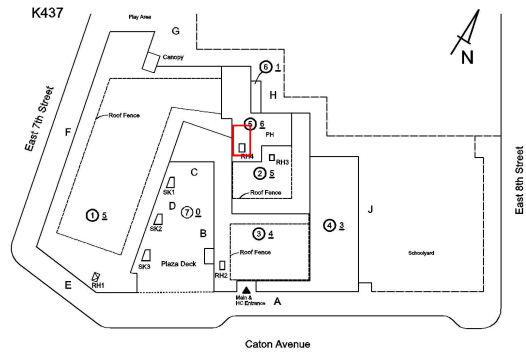 K437
Play Area
G
N
Canopy
6 1
East 7th Street
H
F
Roof Fence
5 6
PH
RH4
RH3
2 5
C
SK1
Roof Fence
East 8th Street
D
J
1 5
7 0
SK2
B
3 4
4 3
Roof Fence
Schoolyard
SK3
Plaza Deck
RH2
E
RH1
Main &
HC Entrance
A
Caton Avenue